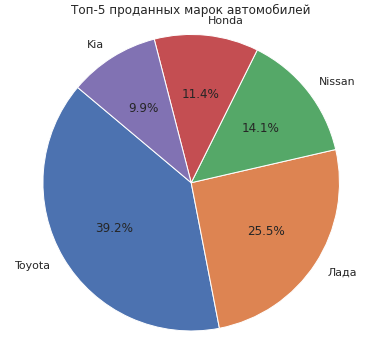 Топ-5 проданных марок автомобилей
Honda
Kia
Nissan
11.4%
9.9%
14.1%
39.2%
25.5%
Toyota
Лада